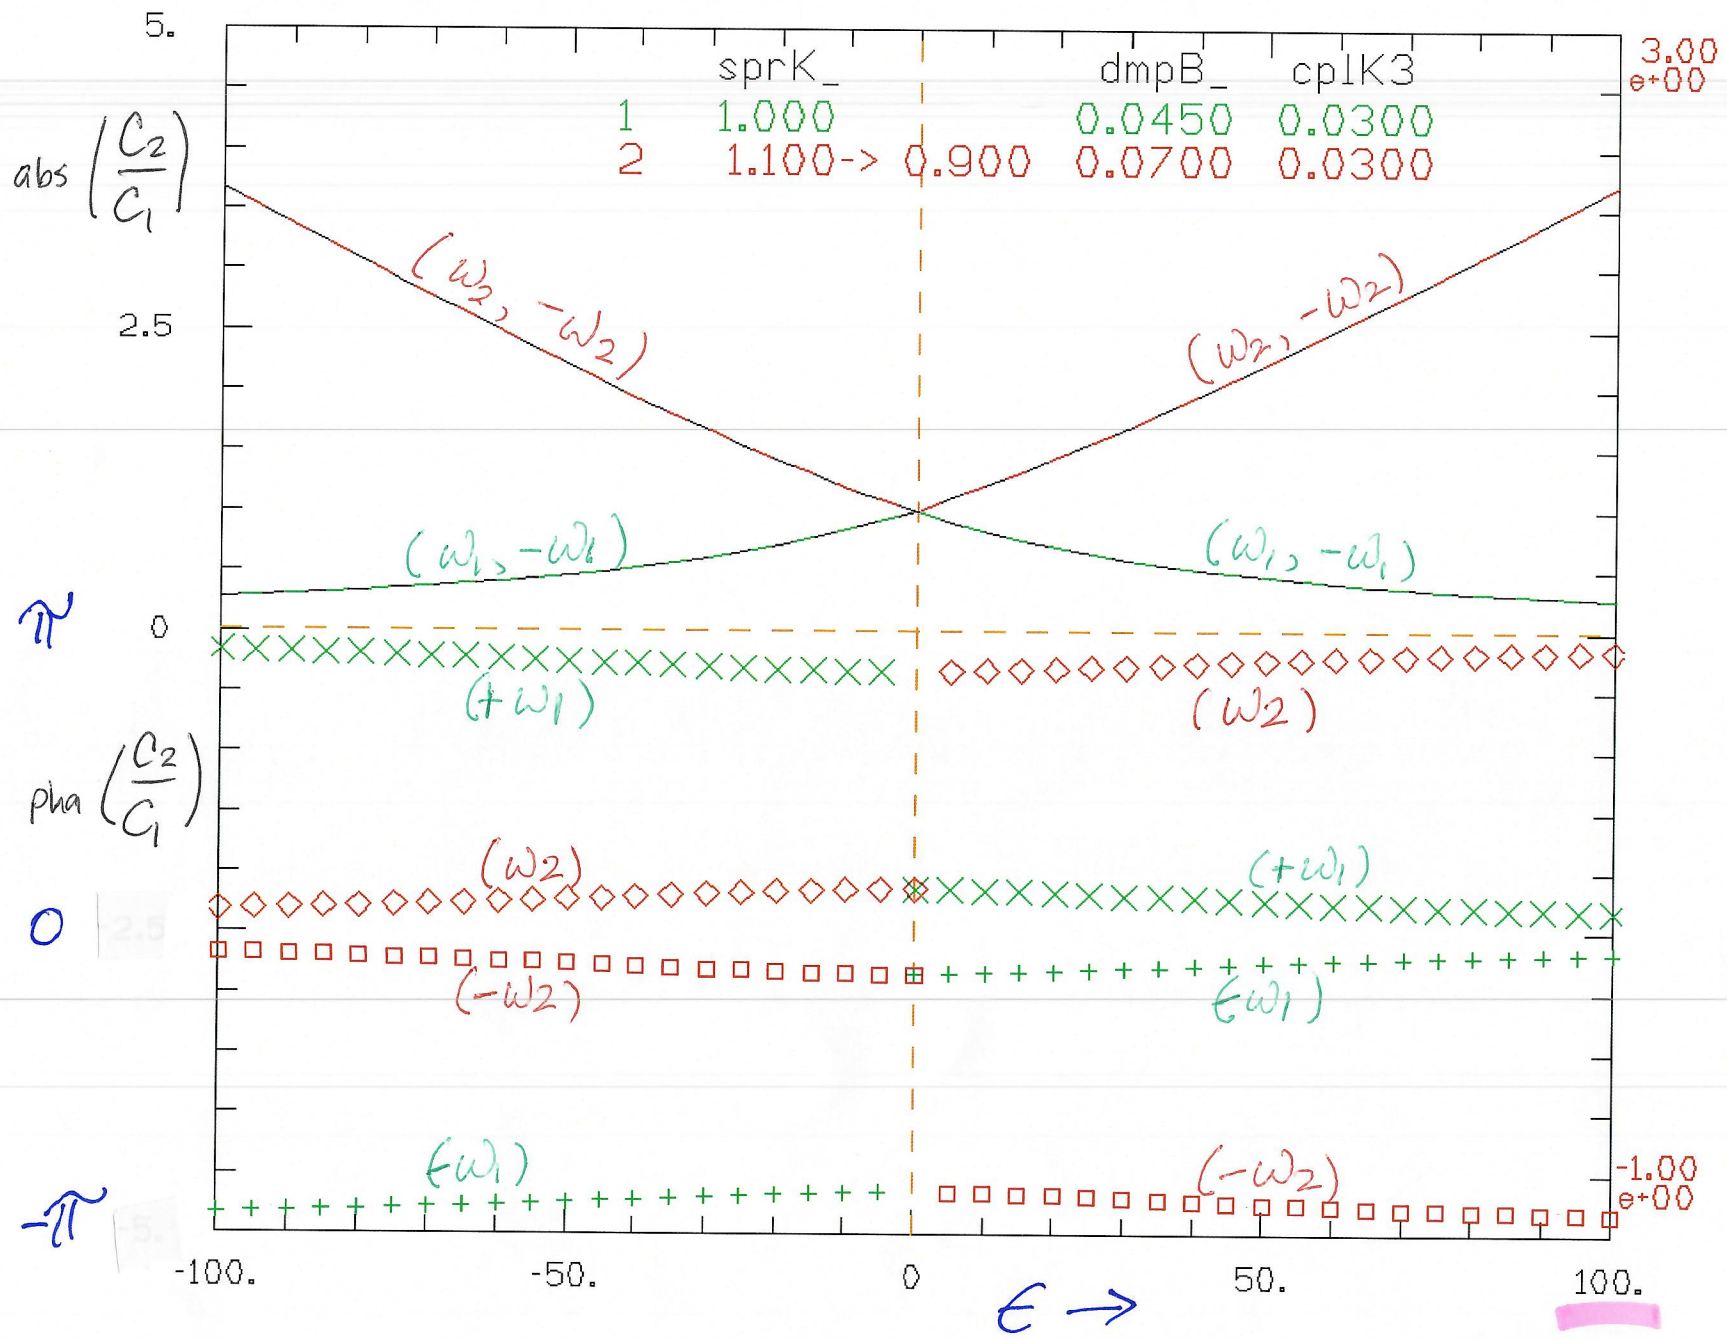 5.
3.00
e+00
sprK_ dmpB_ cplK3
1 1.000 0.0450 0.0300
2 1.100-> 0.900 0.0700 0.0300
abs (C2/C1)
(ω2, -ω2)
(ω2, -ω2)
2.5
(ω1, -ω1)
(ω1, -ω1)
π
0
(+ω1)
(ω2)
pha (C2/C1)
(ω2)
(+ω1)
0
-2.5
(-ω2)
(-ω1)
(-ω1)
(-ω2)
-1.00
e+00
-π
-5.
-100. -50. 0 50. 100.
ϵ →